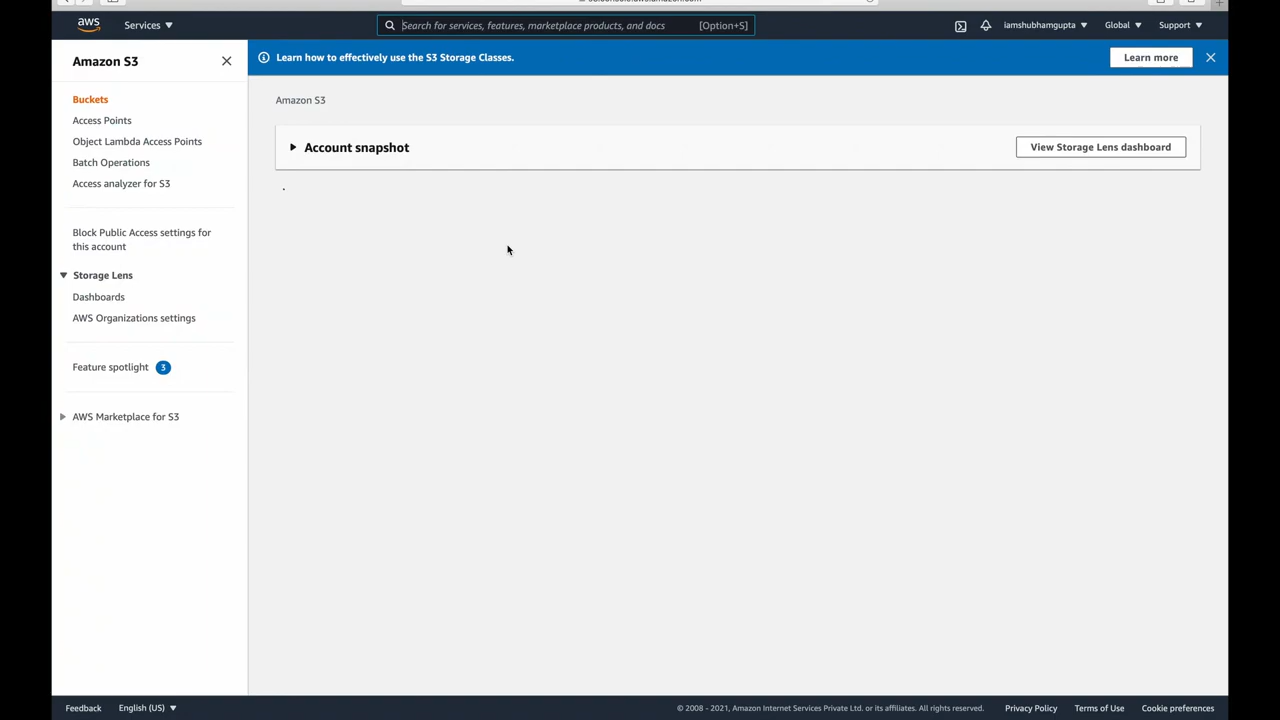 aws
Services
Search for services, features, marketplace products, and docs
[Option+S]
iamshubhamgupta
Global
Support
Amazon S3
Learn how to effectively use the S3 Storage Classes.
Learn more
Buckets
Access Points
Object Lambda Access Points
Batch Operations
Access analyzer for S3
Block Public Access settings for
this account
Storage Lens
Dashboards
AWS Organizations settings
Feature spotlight 3
AWS Marketplace for S3
Amazon S3
Account snapshot
View Storage Lens dashboard
Feedback
English (US)
© 2008 - 2021, Amazon Internet Services Private Ltd. or its affiliates. All rights reserved.
Privacy Policy
Terms of Use
Cookie preferences